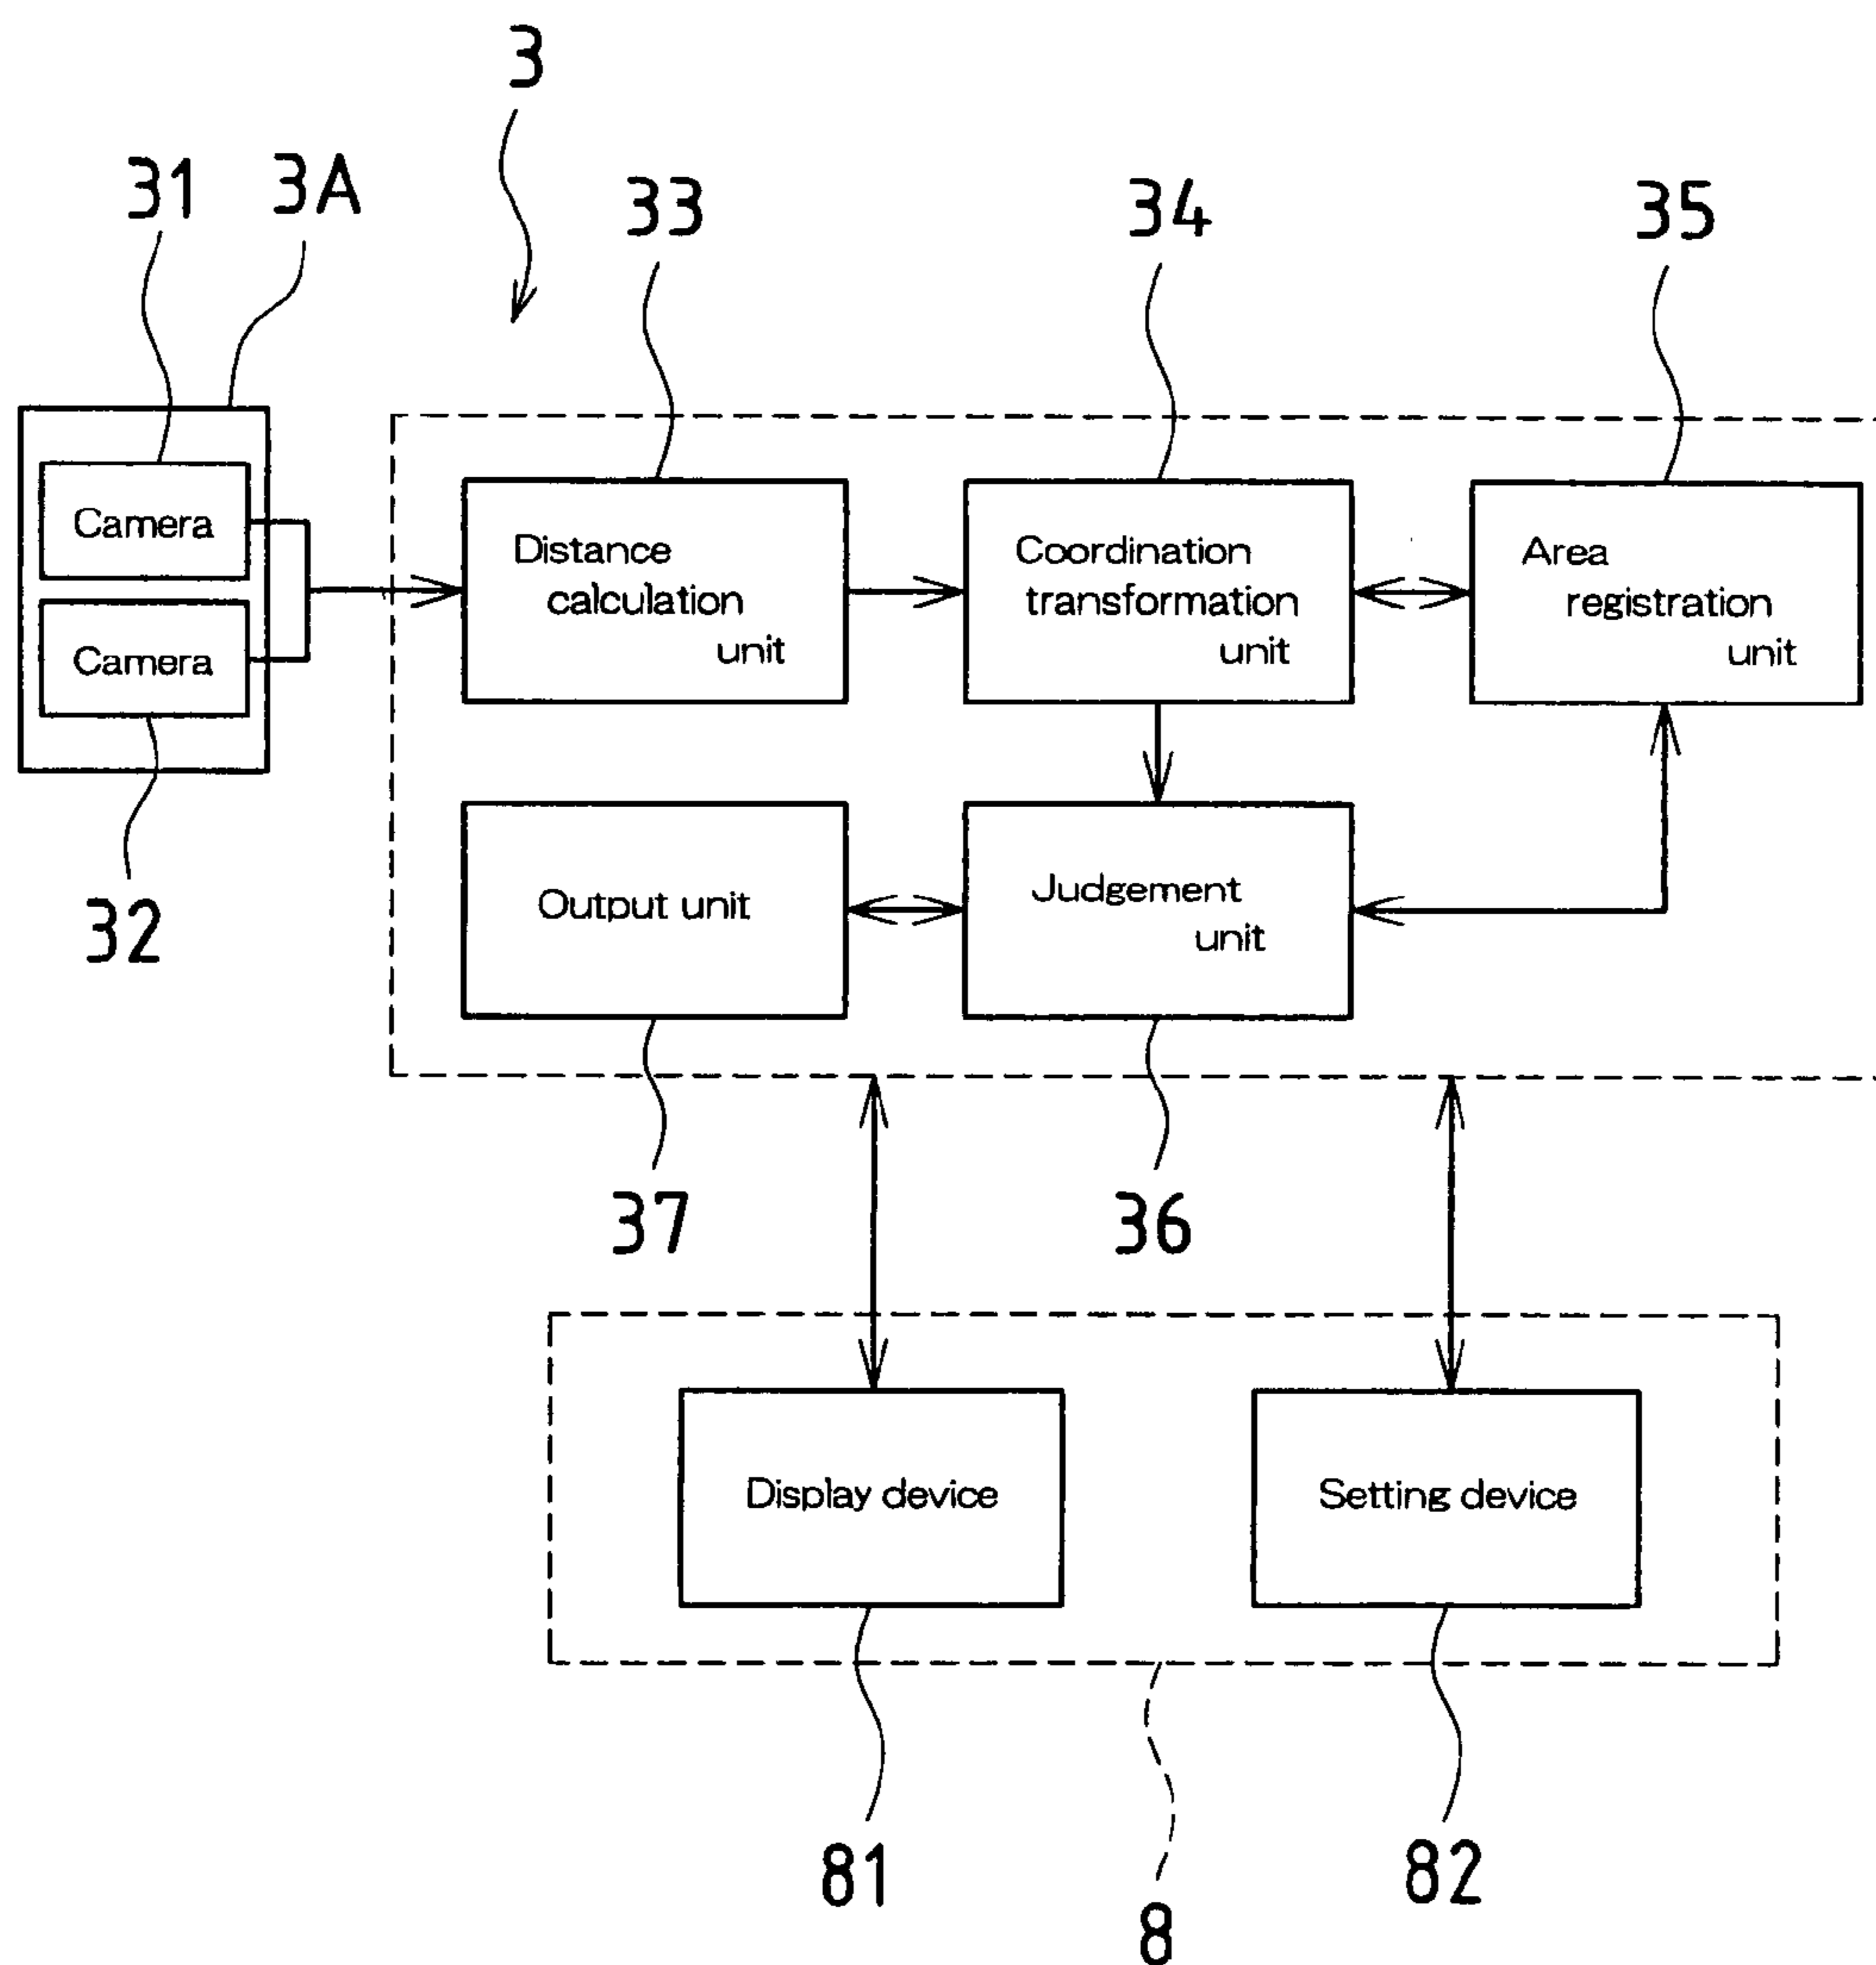 3
31
3A
33
34
35
Camera
Camera
Distance
calculation
unit
Coordination
transformation
unit
Area
registration
unit
Output unit
Judgement
unit
32
37
36
Display device
Setting device
81
82
8